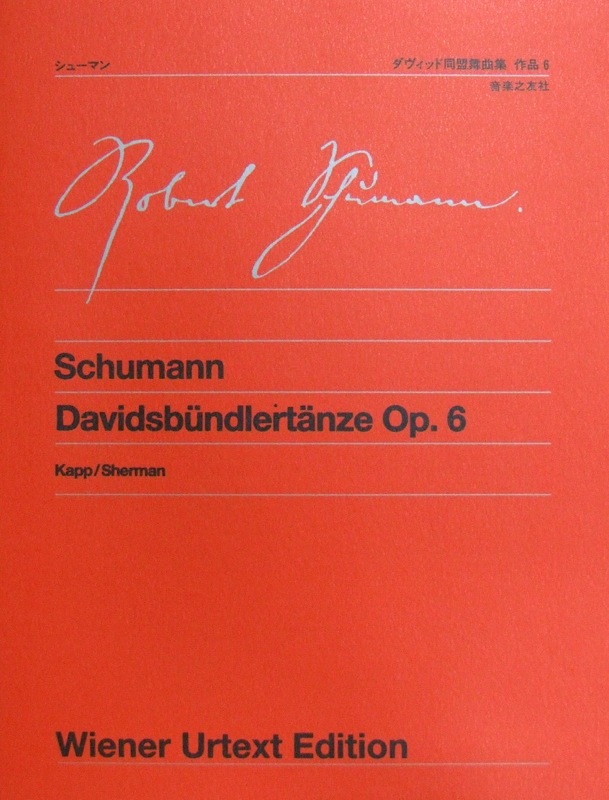 シューマン
ダヴィッド同盟舞曲集 作品 6
音楽之友社
Robert Schumann.
Schumann
Davidsbündlertänze Op. 6
Kapp/Sherman
Wiener Urtext Edition